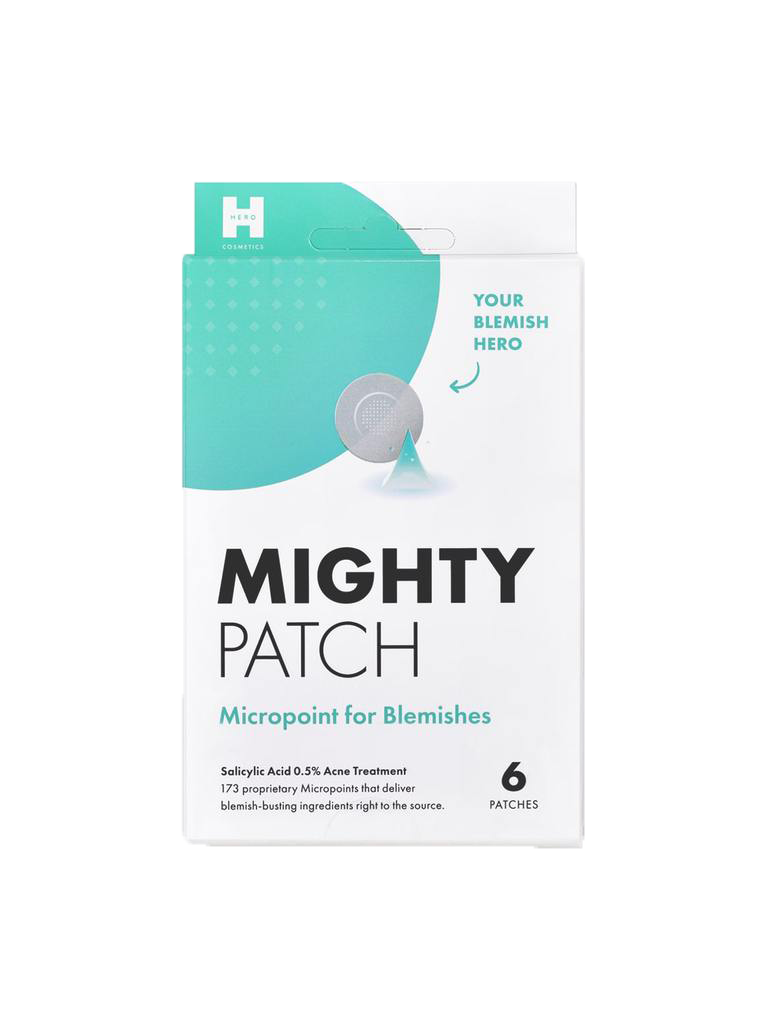 H
HERO
COSMETICS
YOUR
BLEMISH
HERO
MIGHTY
PATCH
Micropoint for Blemishes
Salicylic Acid 0.5% Acne Treatment
173 proprietary Micropoints that deliver
blemish-busting ingredients right to the source.
6
PATCHES